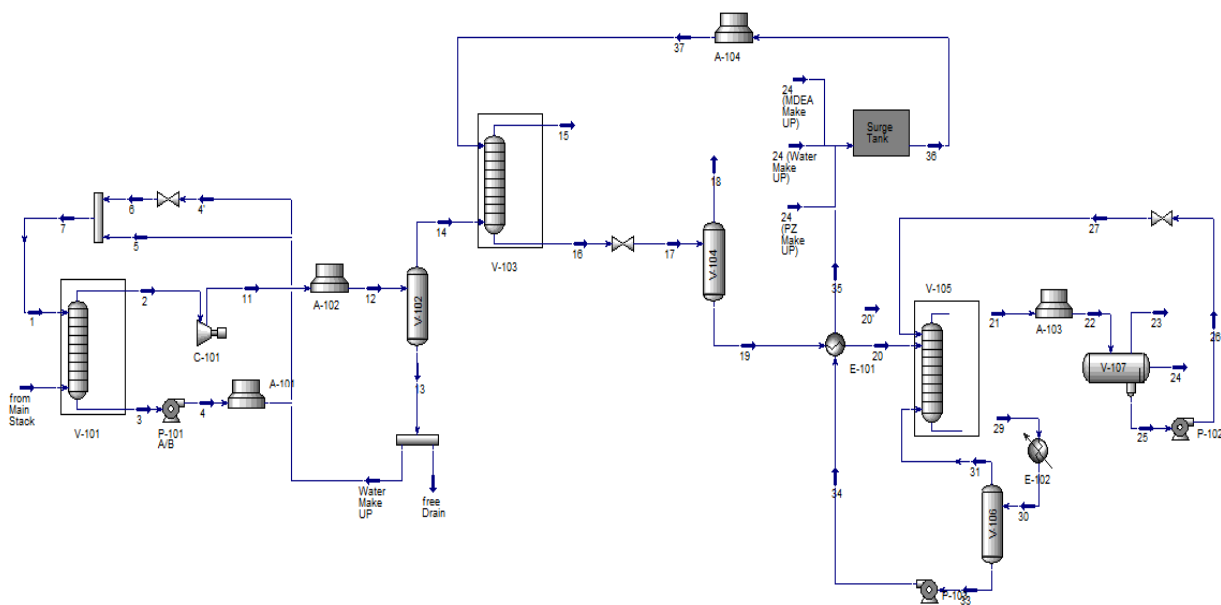 37
A-104
24
(MDEA
Make
UP)
Surge
Tank
36
15
24 (Water
Make
UP)
18
24
(PZ
Make
UP)
6
4'
7
5
14
16
17
V-103
V-104
27
V-105
35
20'
21
22
23
A-103
26
2
11
12
A-102
V-102
1
C-101
19
20
E-101
V-107
24
13
A-101
from
Main
Stack
3
4
V-101
P-101
A/B
25
P-102
29
31
E-102
34
Water
Make
UP
free
Drain
V-106
30
P-103
33